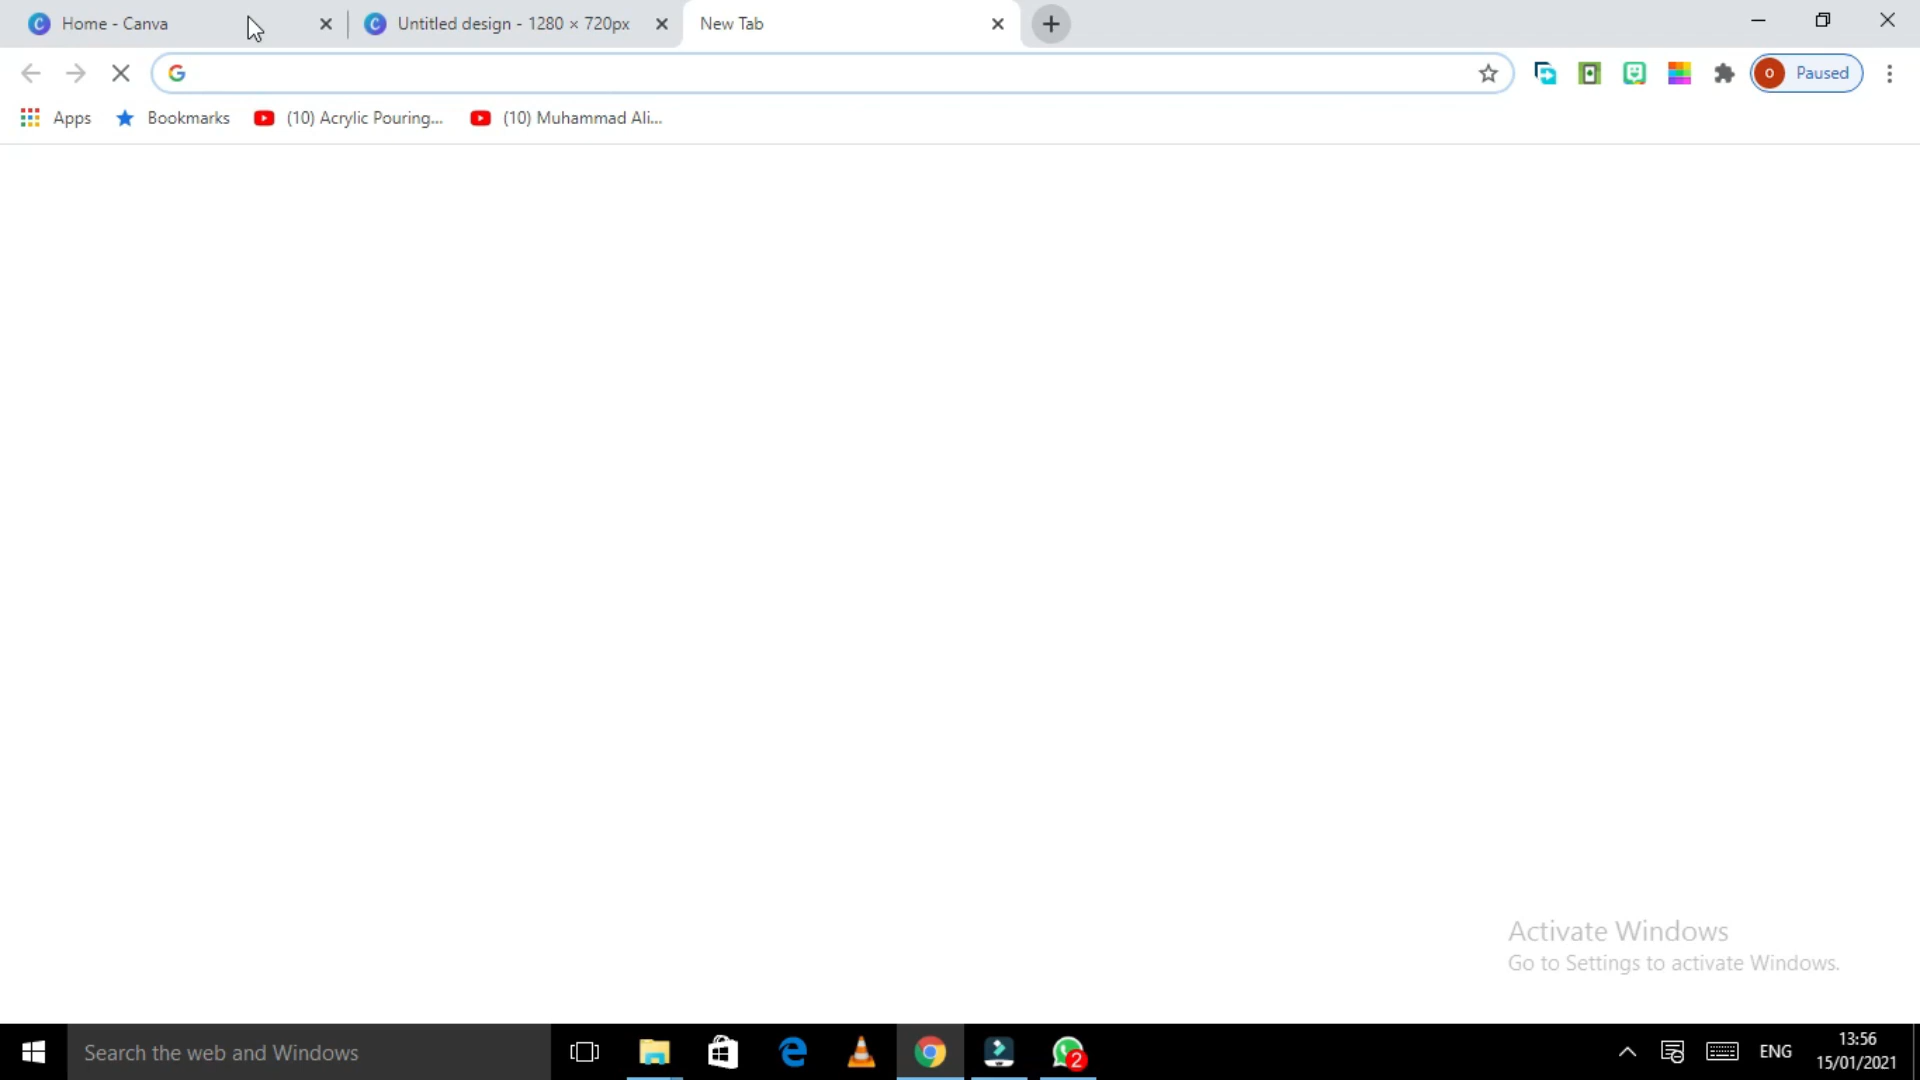 Home - Canva
Untitled design - 1280 × 720px
New Tab
Paused
Apps
Bookmarks
(10) Acrylic Pouring...
(10) Muhammad Ali...
Activate Windows
Go to Settings to activate Windows.
Search the web and Windows
2
ENG
13:56
15/01/2021